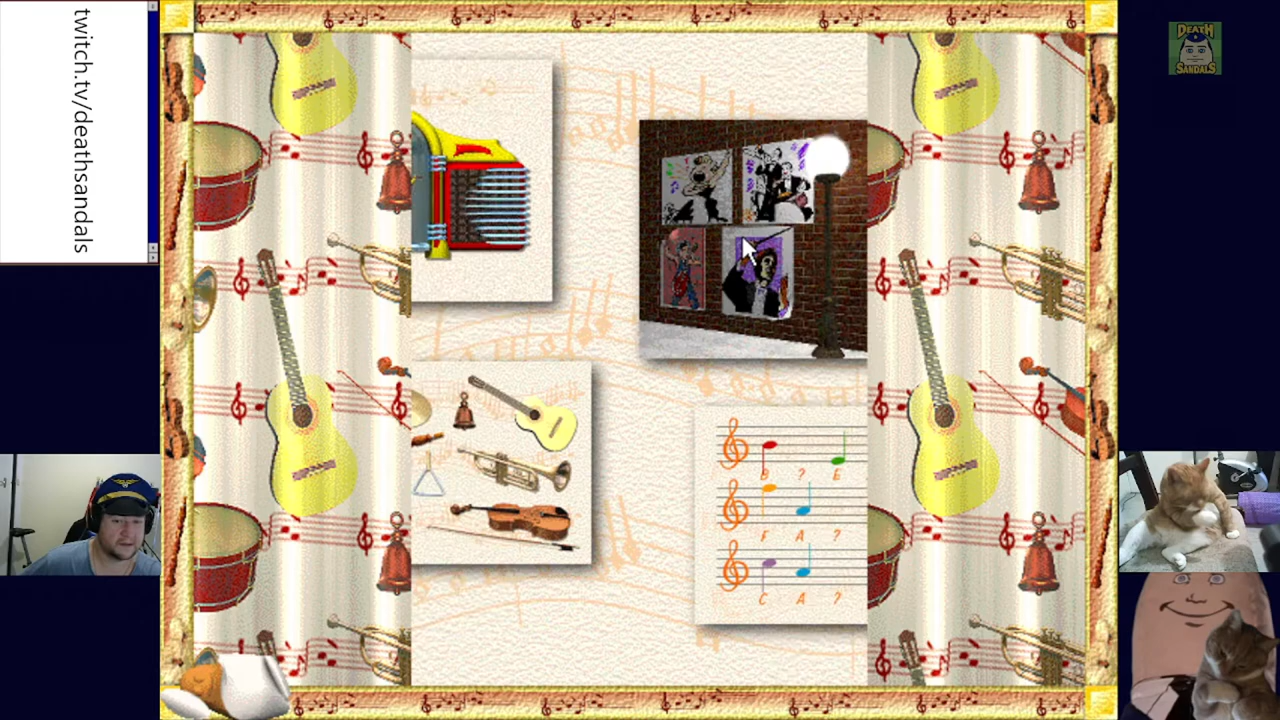 twitch.tv/deathsandals
DEATH
SANDALS
B ? E
F A ?
C A ?